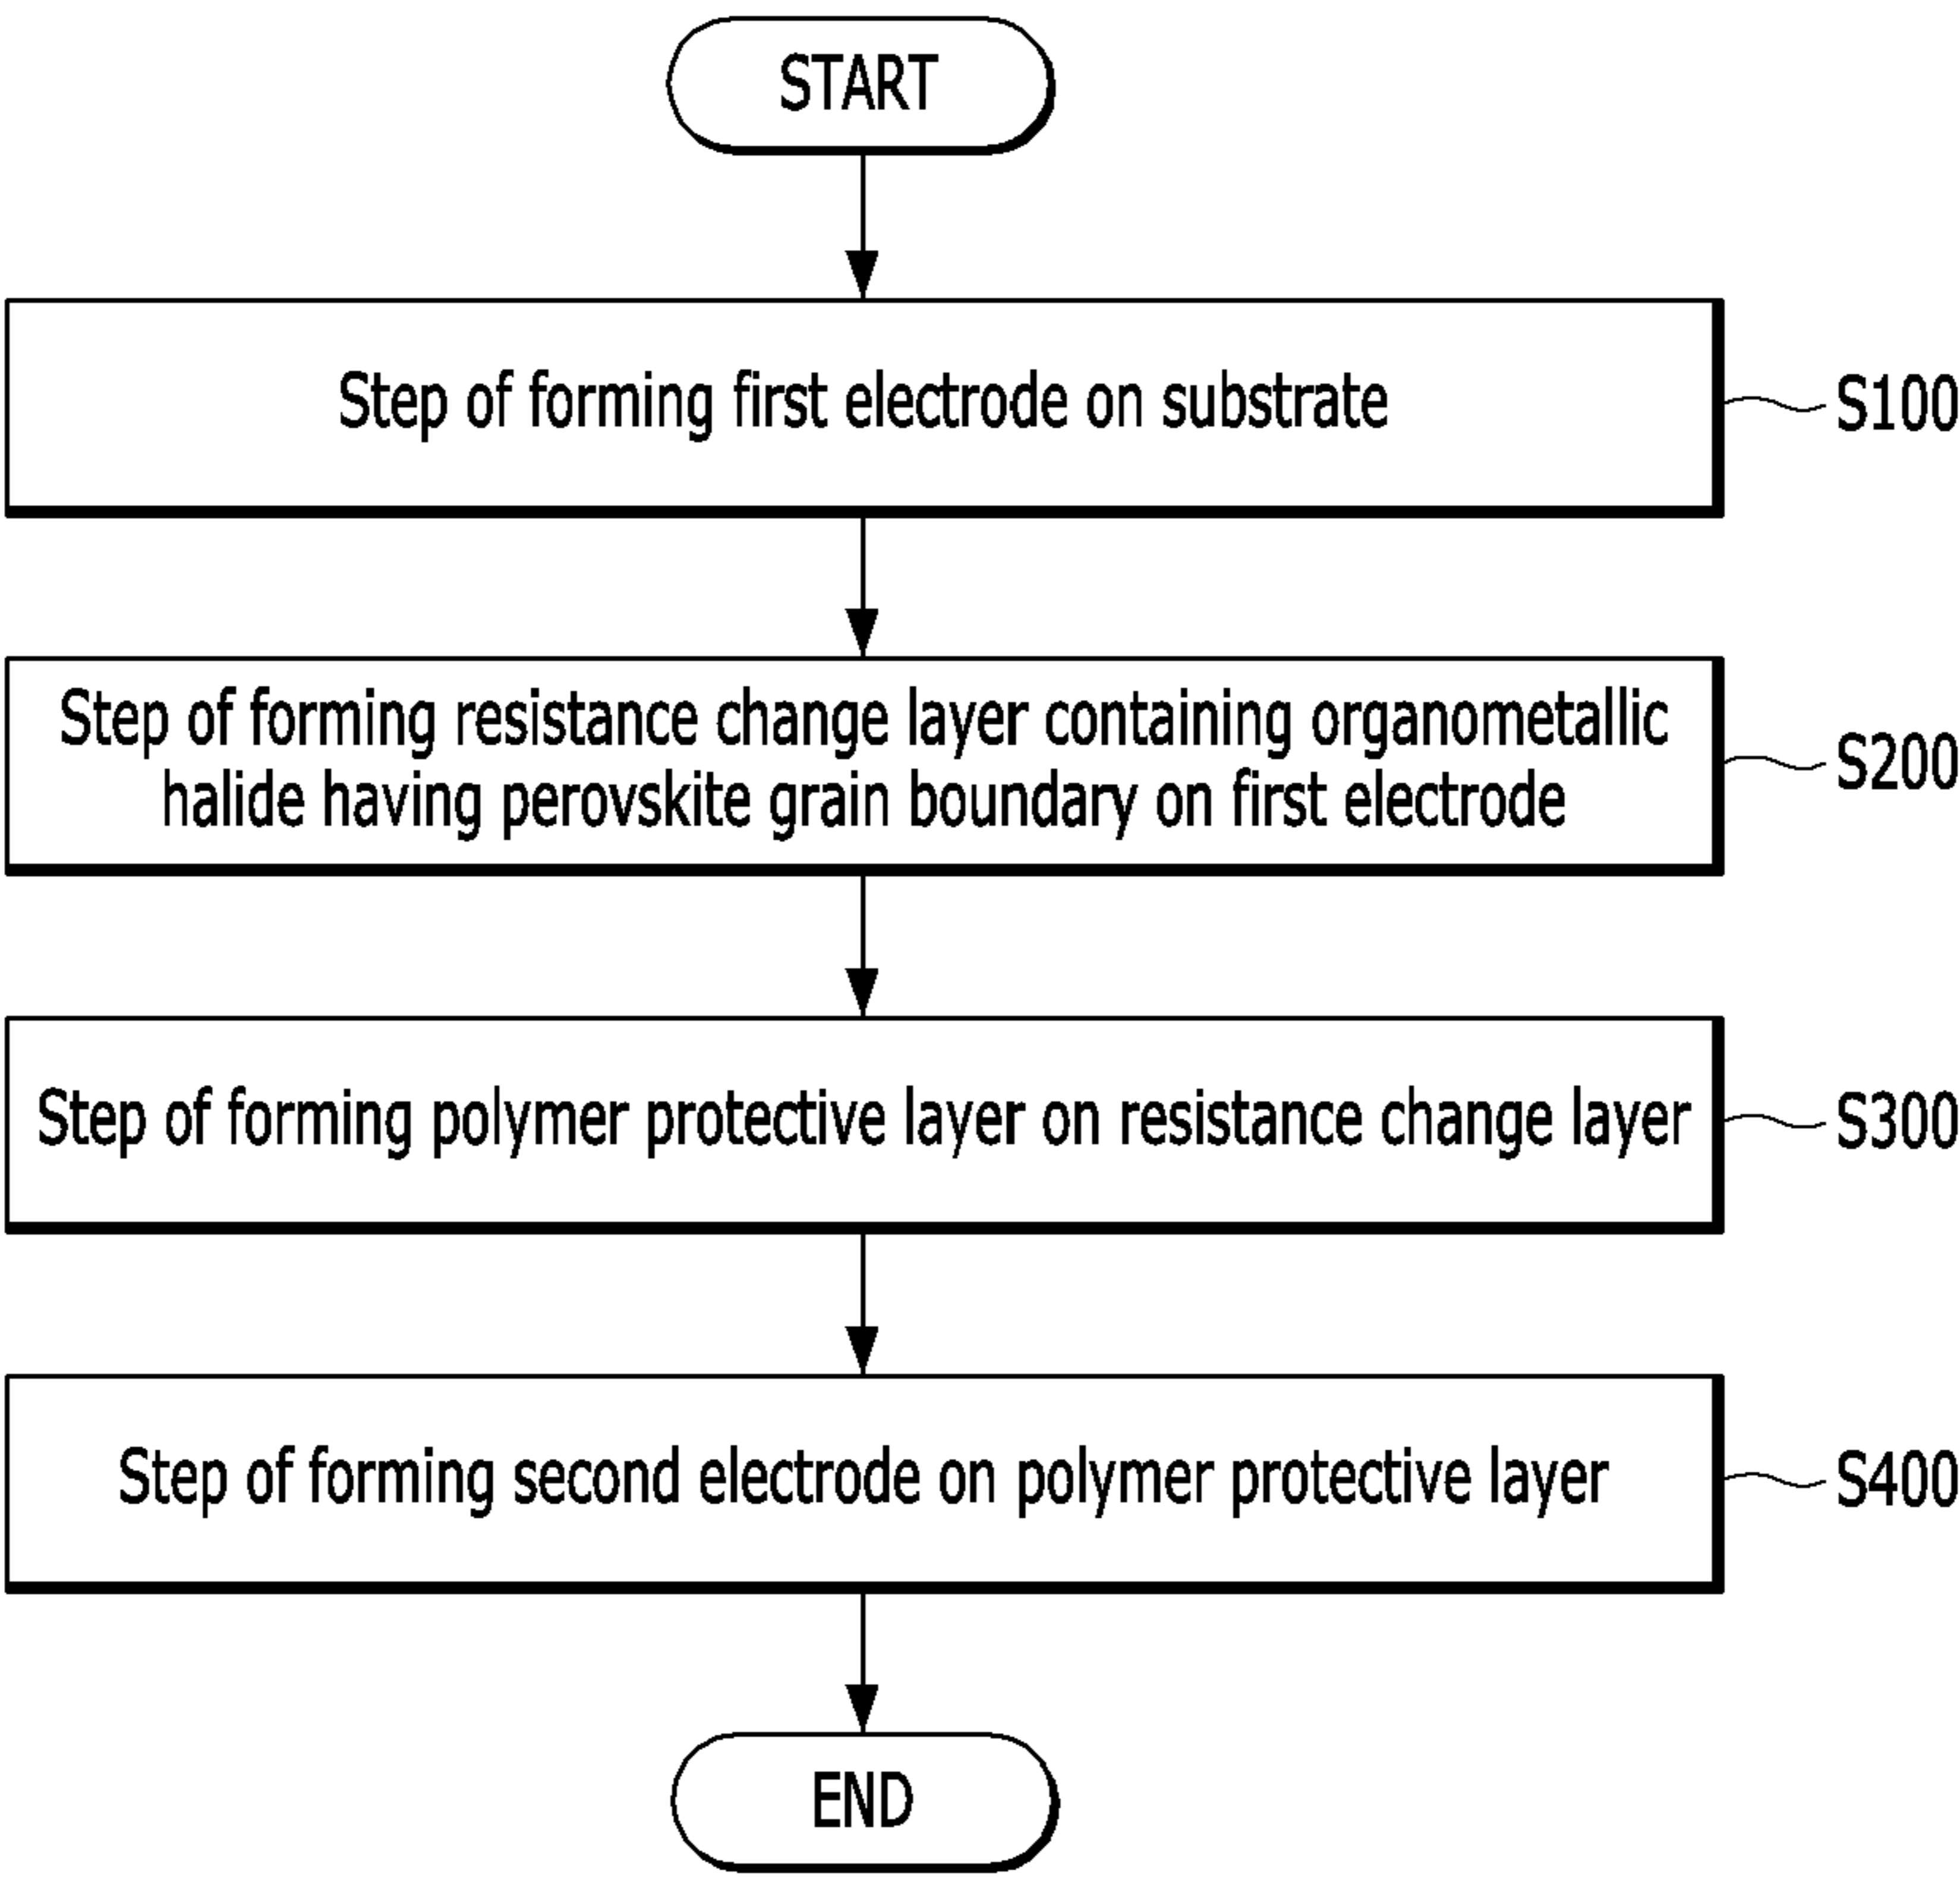 START
Step of forming first electrode on substrate
S100
Step of forming resistance change layer containing organometallic
halide having perovskite grain boundary on first electrode
S200
Step of forming polymer protective layer on resistance change layer
S300
Step of forming second electrode on polymer protective layer
S400
END